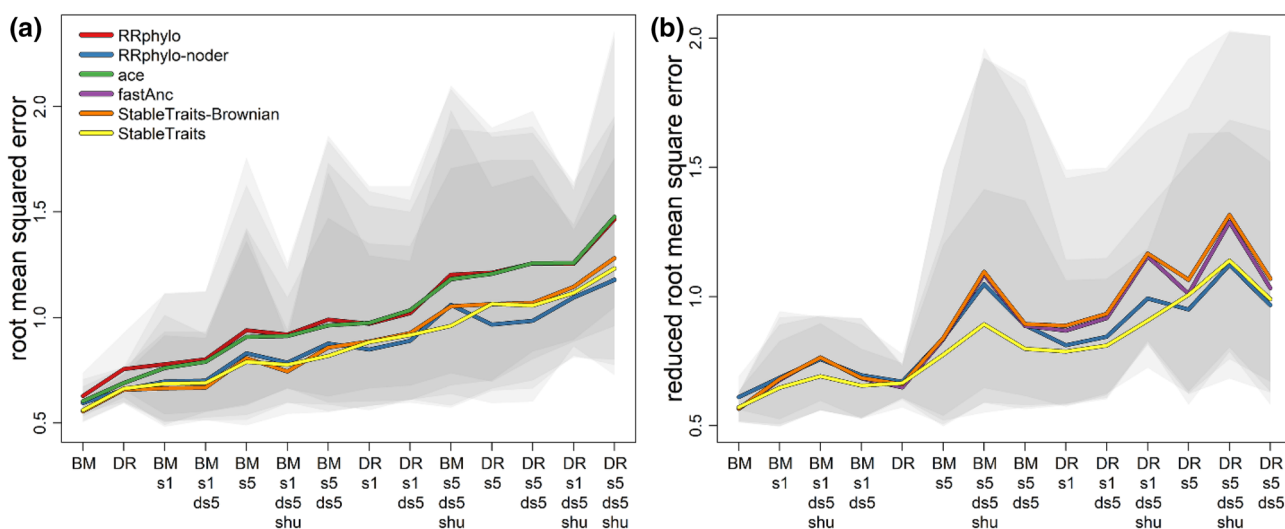 (a)
root mean squared error
2.0
1.5
1.0
0.5
RRphylo
RRphylo-noder
ace
fastAnc
StableTraits-Brownian
StableTraits
BM DR BM BM BM BM BM DR DR BM DR DR DR DR
s1 s1 s5 s1 s5 s1 s1 s5 s5 s5 s1 s5
ds5 ds5 ds5 ds5 ds5 ds5 ds5 ds5
shu shu shu shu
(b)
reduced root mean square error
2.0
1.5
1.0
0.5
BM BM BM BM DR BM BM BM DR DR DR DR DR DR
s1 s1 s1 s5 s5 s5 s1 s1 s1 s5 s5 s5
ds5 ds5 ds5 ds5 ds5 ds5 ds5 ds5
shu shu shu shu